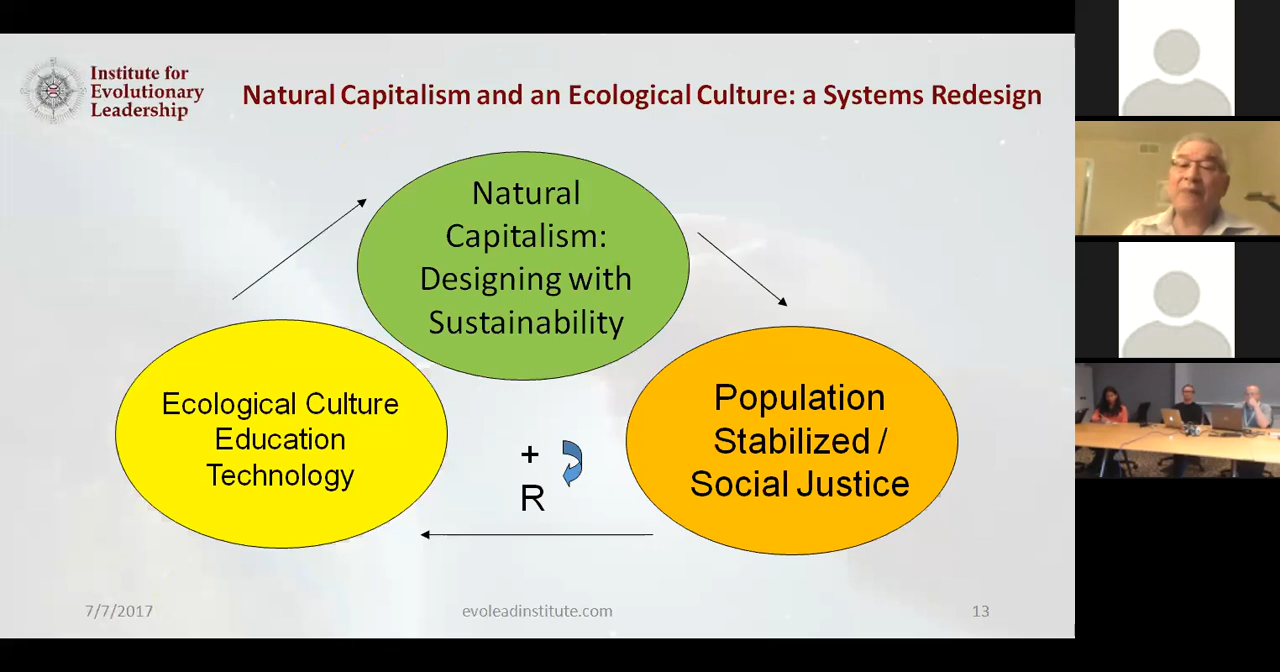 Institute for
Evolutionary
Leadership
Natural Capitalism and an Ecological Culture: a Systems Redesign
Natural
Capitalism:
Designing with
Sustainability
Ecological Culture
Education
Technology
Population
Stabilized /
Social Justice
+
R
7/7/2017
evoleadinstitute.com
13